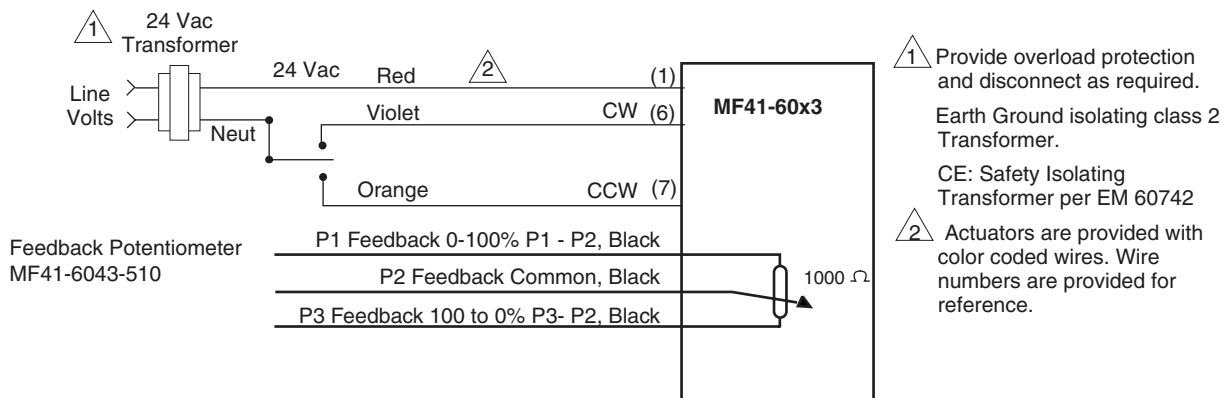 1
24 Vac
Transformer
Line
Volts
24 Vac
Red
2
(1)
Neut
Violet
CW (6)
Orange
CCW (7)
MF41-60x3
Feedback Potentiometer
MF41-6043-510
P1 Feedback 0-100% P1 - P2, Black
P2 Feedback Common, Black
P3 Feedback 100 to 0% P3- P2, Black
1000 Ω
1 Provide overload protection
and disconnect as required.
Earth Ground isolating class 2
Transformer.
CE: Safety Isolating
Transformer per EM 60742
2 Actuators are provided with
color coded wires. Wire
numbers are provided for
reference.